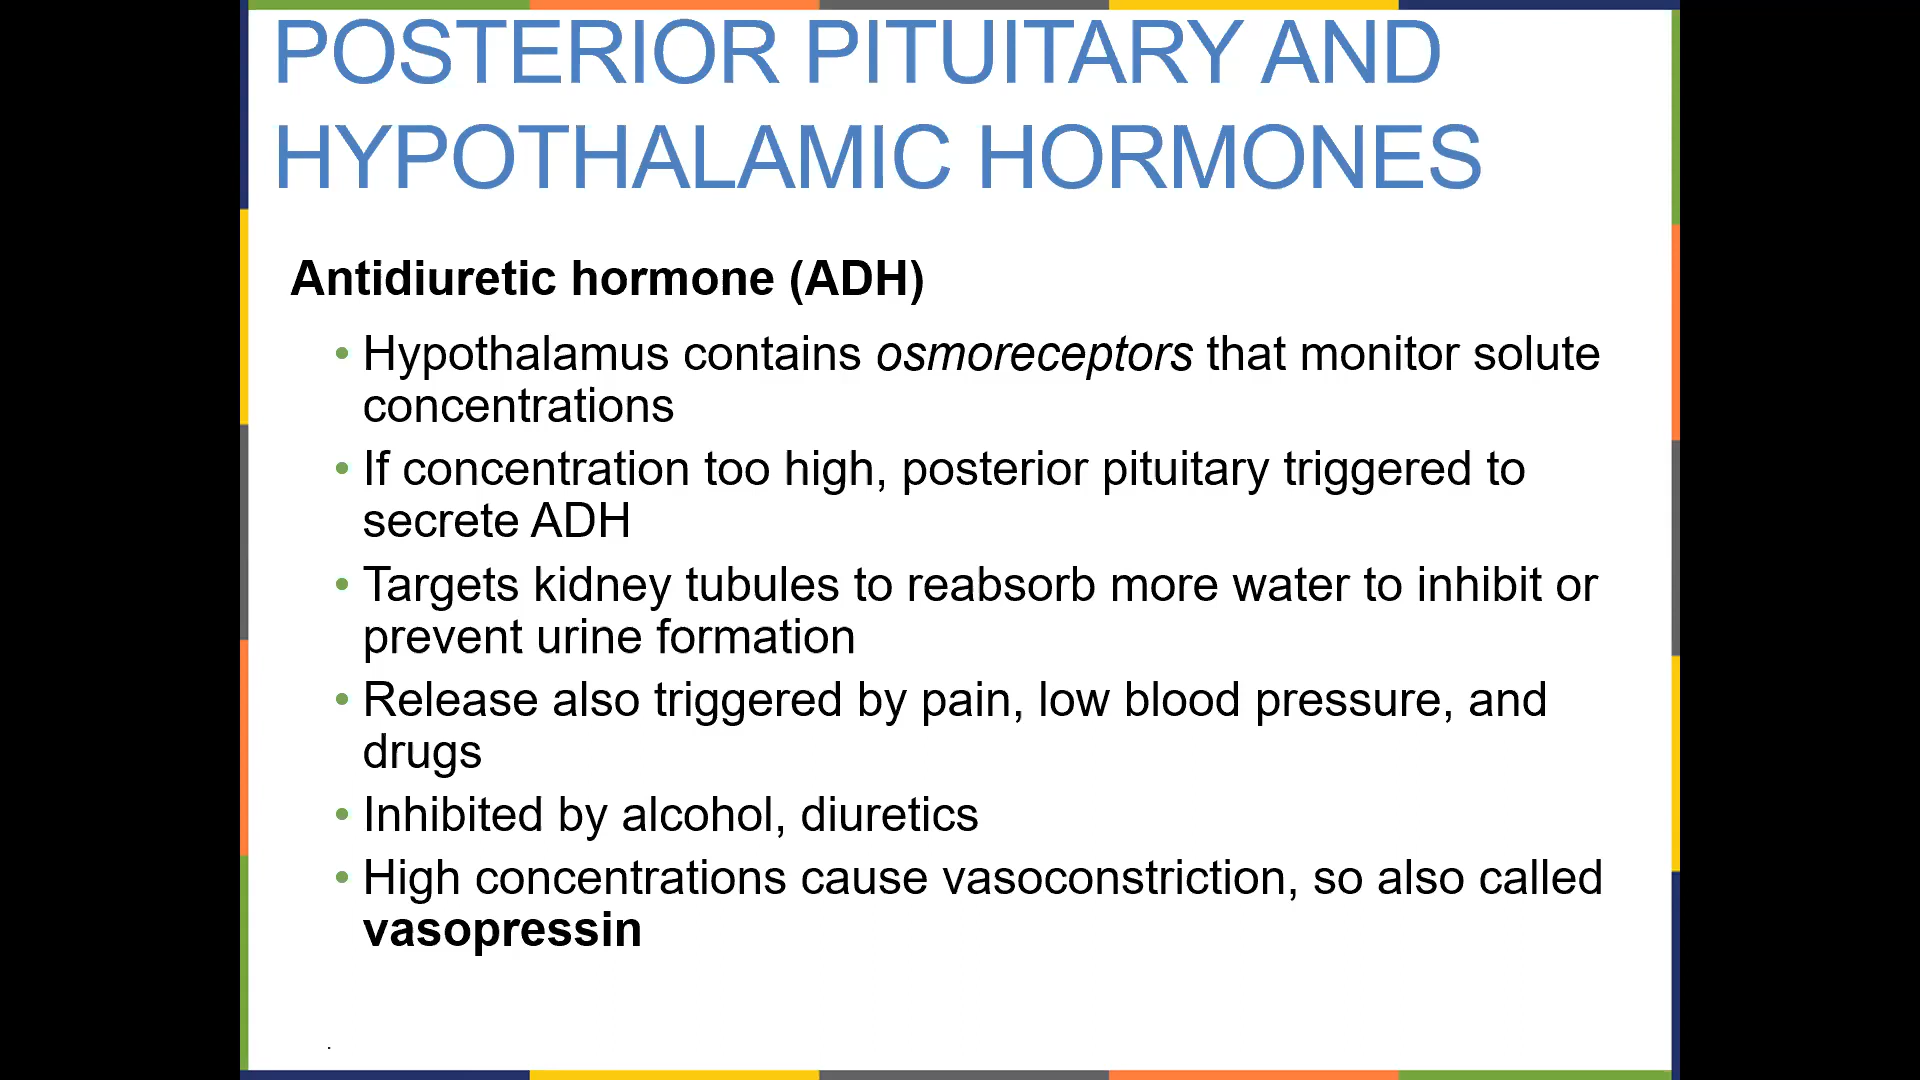 POSTERIOR PITUITARY AND
HYPOTHALAMIC HORMONES
Antidiuretic hormone (ADH)
• Hypothalamus contains osmoreceptors that monitor solute
concentrations
• If concentration too high, posterior pituitary triggered to
secrete ADH
• Targets kidney tubules to reabsorb more water to inhibit or
prevent urine formation
• Release also triggered by pain, low blood pressure, and
drugs
• Inhibited by alcohol, diuretics
• High concentrations cause vasoconstriction, so also called
vasopressin
.